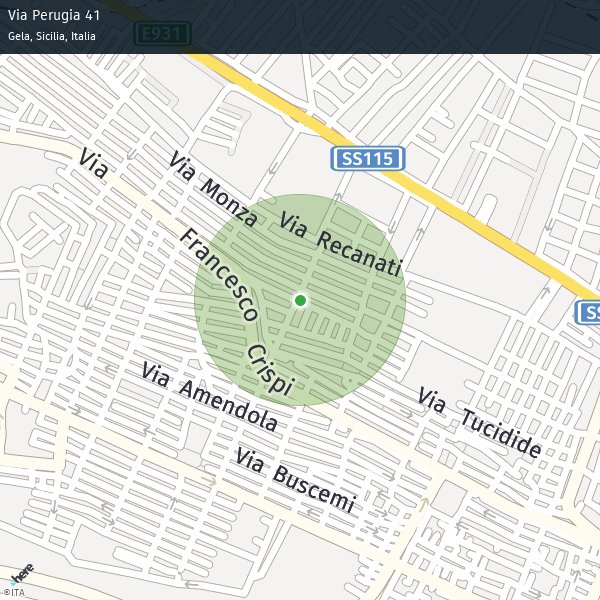 Via Perugia 41
Gela, Sicilia, Italia
E931
SS115
Via Monza
Via Recanati
Via Francesco Crispi
SS
Via Amendola
Via Tucidide
Via Buscemi
here
©ITA